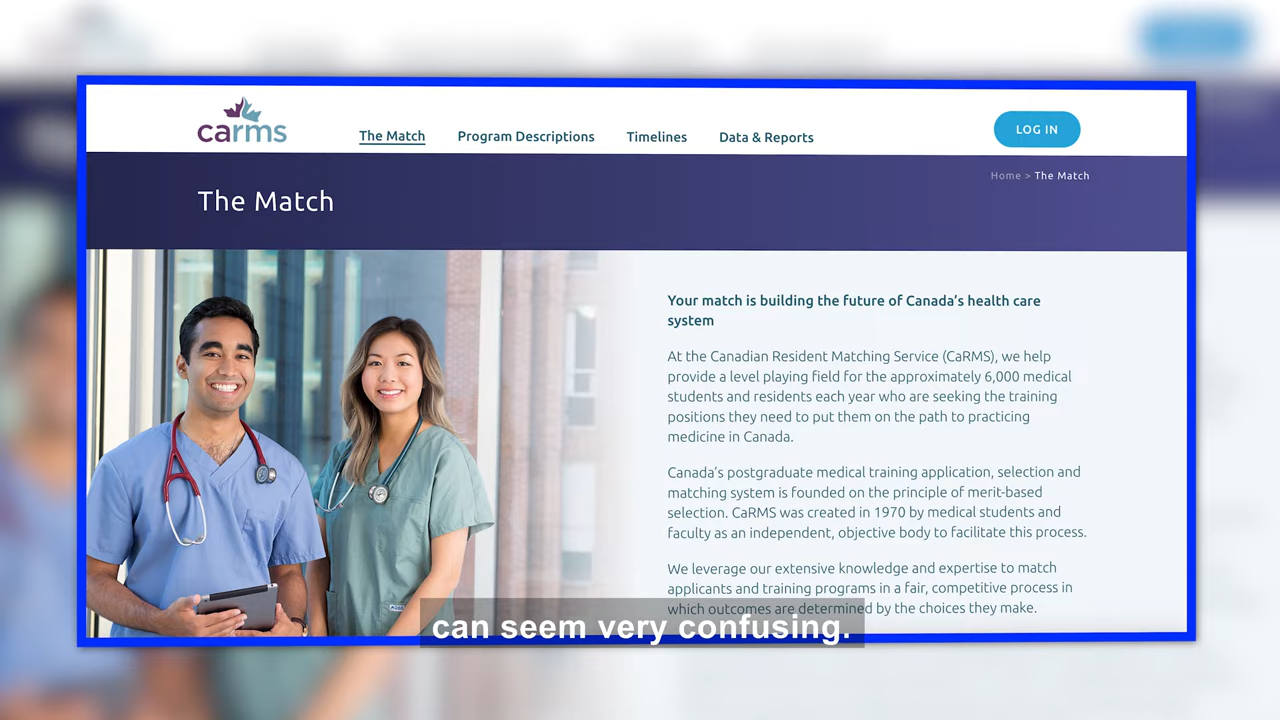 carms
The Match
Program Descriptions
Timelines
Data & Reports
LOG IN
Home > The Match
The Match
Your match is building the future of Canada's health care
system
At the Canadian Resident Matching Service (CaRMS), we help
provide a level playing field for the approximately 6,000 medical
students and residents each year who are seeking the training
positions they need to put them on the path to practicing
medicine in Canada.
Canada's postgraduate medical training application, selection and
matching system is founded on the principle of merit-based
selection. CaRMS was created in 1970 by medical students and
faculty as an independent, objective body to facilitate this process.
We leverage our extensive knowledge and expertise to match
applicants and training programs in a fair, competitive process in
which outcomes are determined by the choices they make.
can seem very confusing.